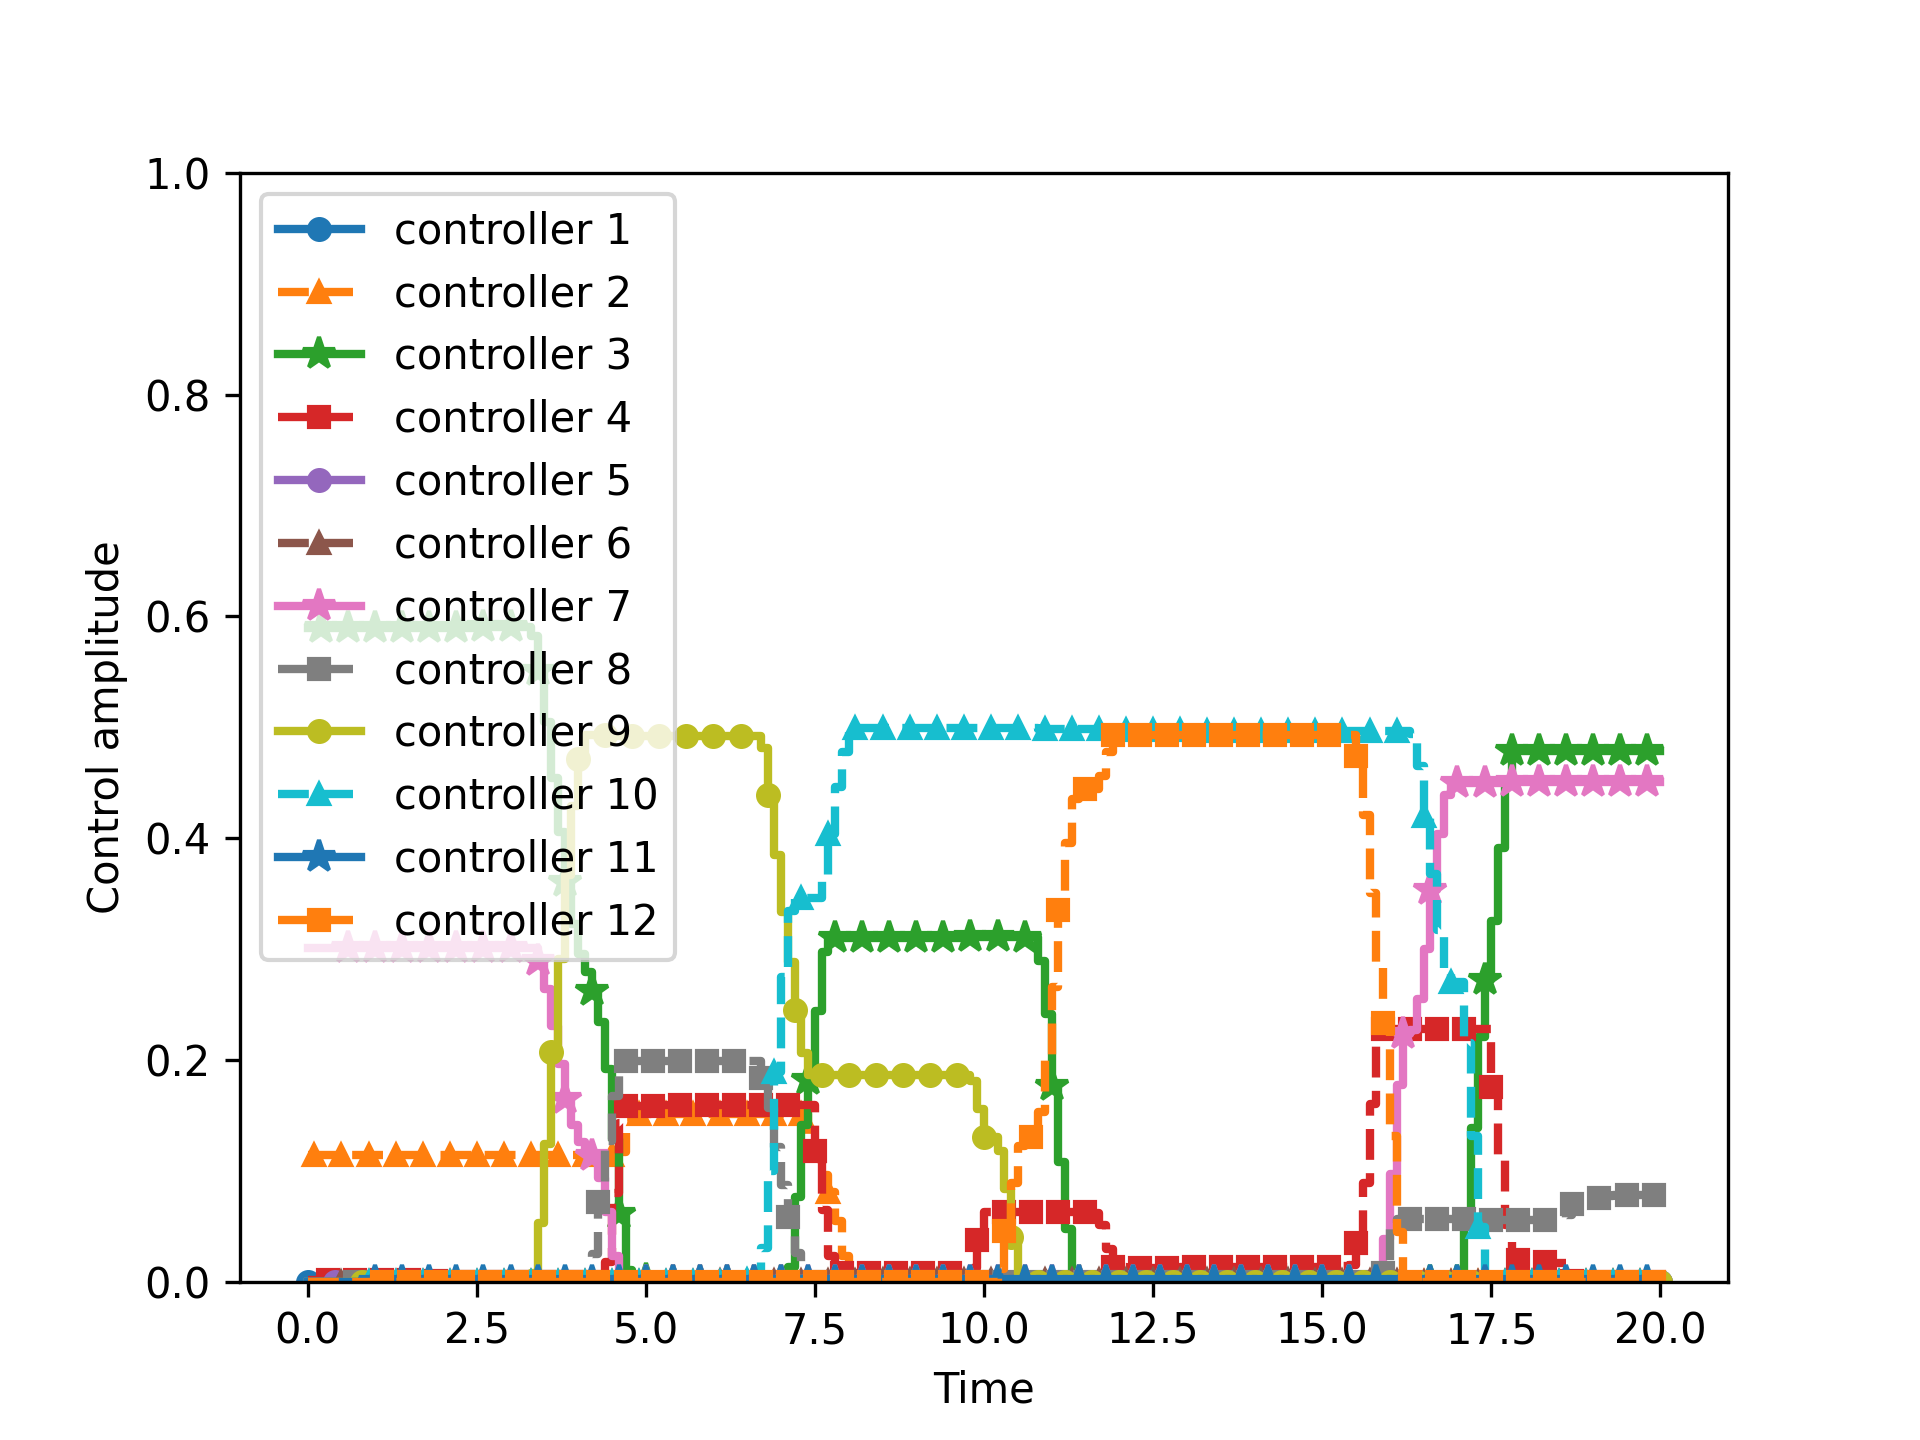 1.0
0.8
0.6
0.4
0.2
0.0
Control amplitude
controller 1
controller 2
controller 3
controller 4
controller 5
controller 6
controller 7
controller 8
controller 9
controller 10
controller 11
controller 12
0.0 2.5 5.0 7.5 10.0 12.5 15.0 17.5 20.0
Time